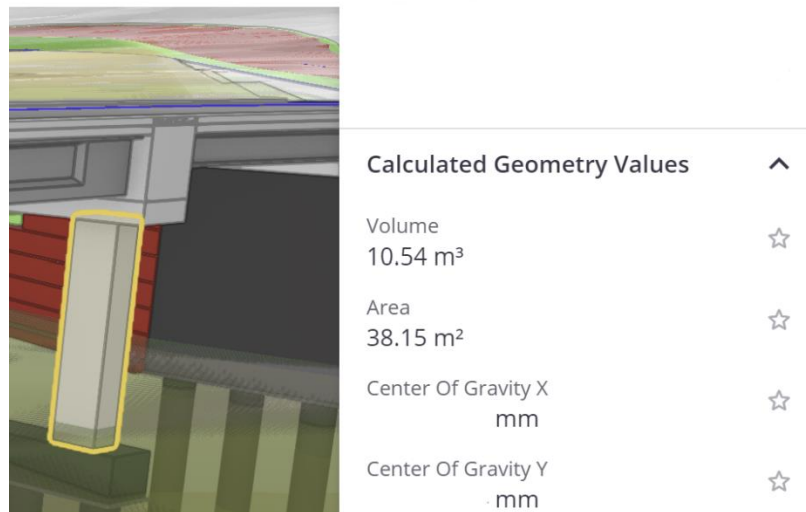 Calculated Geometry Values
Volume
10.54 m³
Area
38.15 m²
Center Of Gravity X
mm
Center Of Gravity Y
mm